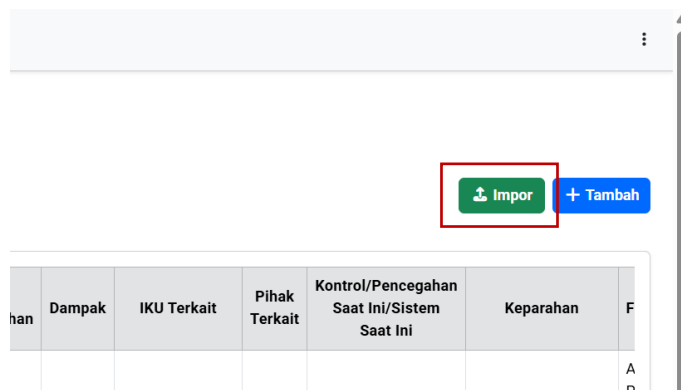 Impor
+ Tambah
Kontrol/Pencegahan
Pihak
Dampak
IKU Terkait
Saat Ini/Sistem
Keparahan
Terkait
Saat Ini
han
F
A